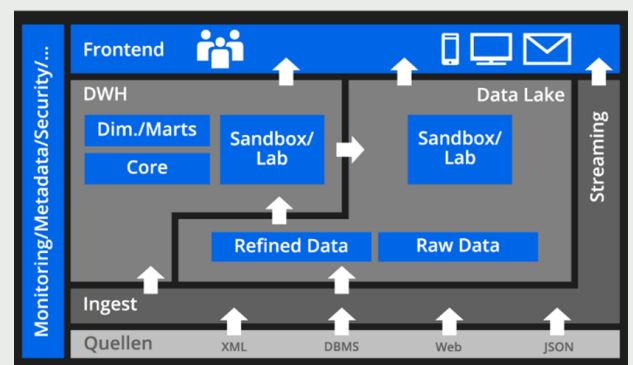 Monitoring/Metadata/Security/...
Frontend
DWH
Data Lake
Dim./Marts
Core
Sandbox/
Lab
Sandbox/
Lab
Streaming
Refined Data
Raw Data
Ingest
Quellen
XML
DBMS
Web
JSON